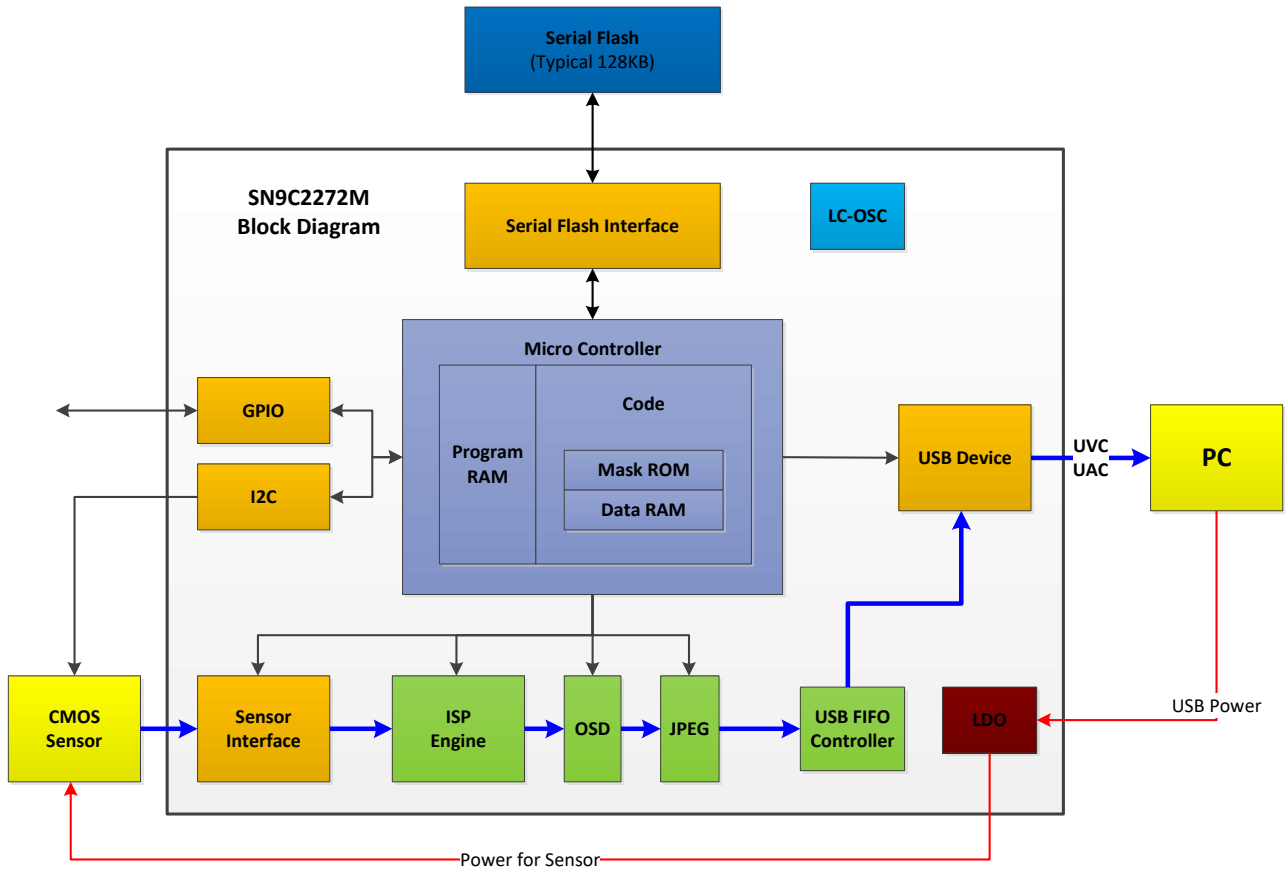 Serial Flash
(Typical 128KB)
SN9C2272M
Block Diagram
Serial Flash Interface
LC-OSC
Micro Controller
Program
RAM
Code
Mask ROM
Data RAM
GPIO
I2C
USB Device
UVC
UAC
PC
CMOS
Sensor
Sensor
Interface
ISP
Engine
OSD
JPEG
USB FIFO
Controller
LDO
USB Power
Power for Sensor